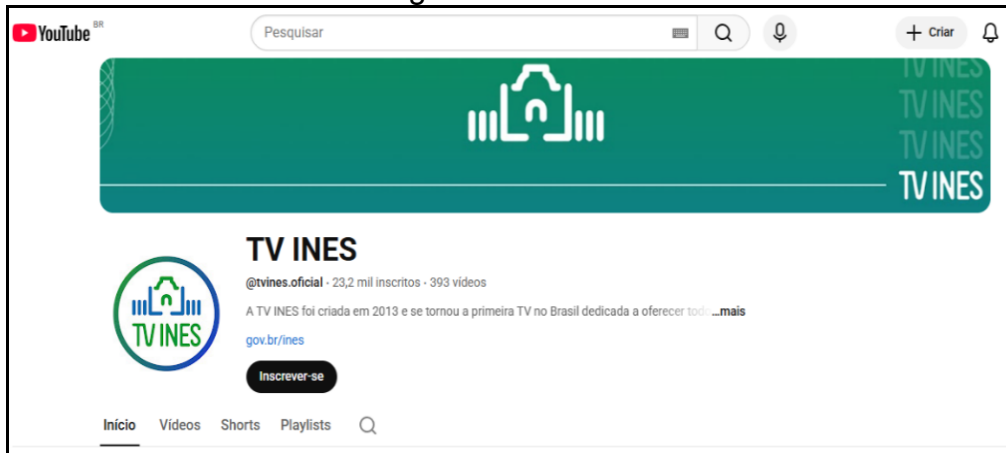 YouTube BR
Pesquisar
Criar
TV INES
TV INES
TV INES
TV INES
TV INES
TV INES
@tvines.oficial · 23,2 mil inscritos · 393 vídeos
A TV INES foi criada em 2013 e se tornou a primeira TV no Brasil dedicada a oferecer todo ...mais
gov.br/ines
Inscrever-se
Início Vídeos Shorts Playlists